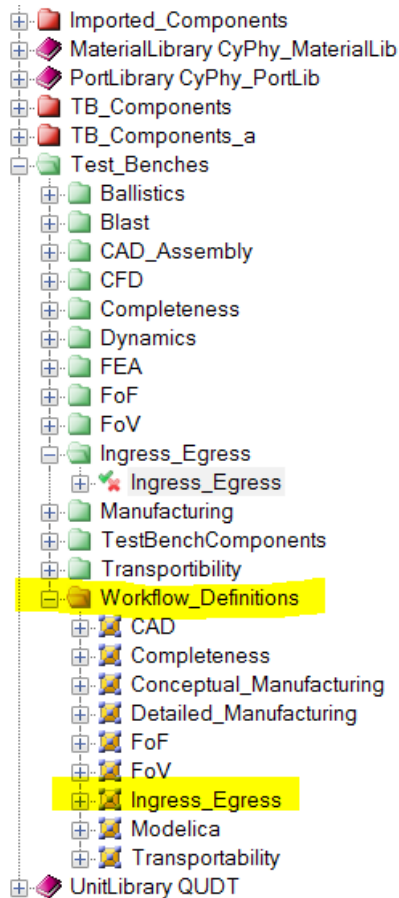 Imported_Components
MaterialLibrary CyPhy_MaterialLib
PortLibrary CyPhy_PortLib
TB_Components
TB_Components_a
Test_Benches
Ballistics
Blast
CAD_Assembly
CFD
Completeness
Dynamics
FEA
FoF
FoV
Ingress_Egress
Ingress_Egress
Manufacturing
TestBenchComponents
Transportibility
Workflow_Definitions
CAD
Completeness
Conceptual_Manufacturing
Detailed_Manufacturing
FoF
FoV
Ingress_Egress
Modelica
Transportability
UnitLibrary QUDT